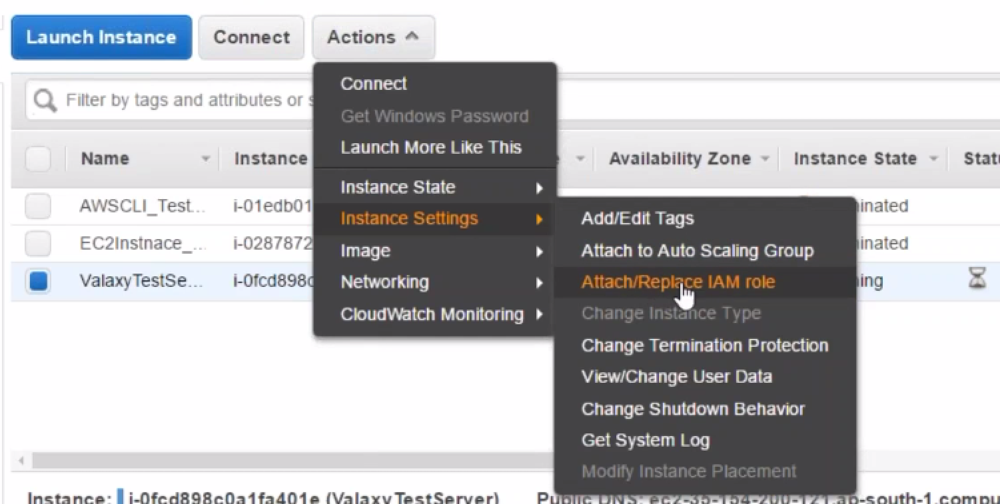 Launch Instance Connect Actions
Filter by tags and attributes or
Connect
Get Windows Password
Launch More Like This
Name Instance Availability Zone Instance State
Instance State
AWSCLI_Test... i-01edb01
Instance Settings
Add/Edit Tags
EC2Instnace_... i-0287872
Image
Attach to Auto Scaling Group
ValaxyTestSe... i-0fcd898c
Networking
Attach/Replace IAM role
CloudWatch Monitoring
Change Instance Type
Change Termination Protection
View/Change User Data
Change Shutdown Behavior
Get System Log
Modify Instance Placement
Instance: i-0fcd898c0a1fa401e (ValaxyTestServer) Public DNS: ec2-35-154-200-121.ap-south-1.compu